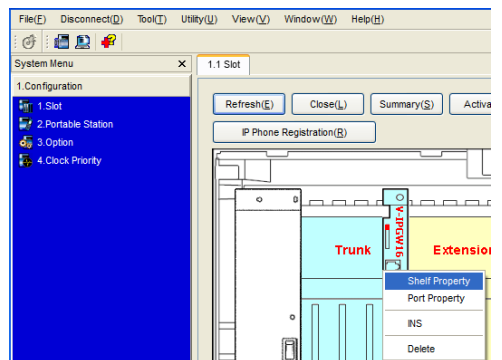 File(F) Disconnect(D) Tool(T) Utility(U) View(V) Window(W) Help(H)
System Menu X
1.1 Slot
1.Configuration
1.Slot
2.Portable Station
3.Option
4.Clock Priority
Refresh(E) Close(L) Summary(S)
IP Phone Registration(R)
V-IPGW16
Trunk
Shelf Property
Port Property
INS
Delete